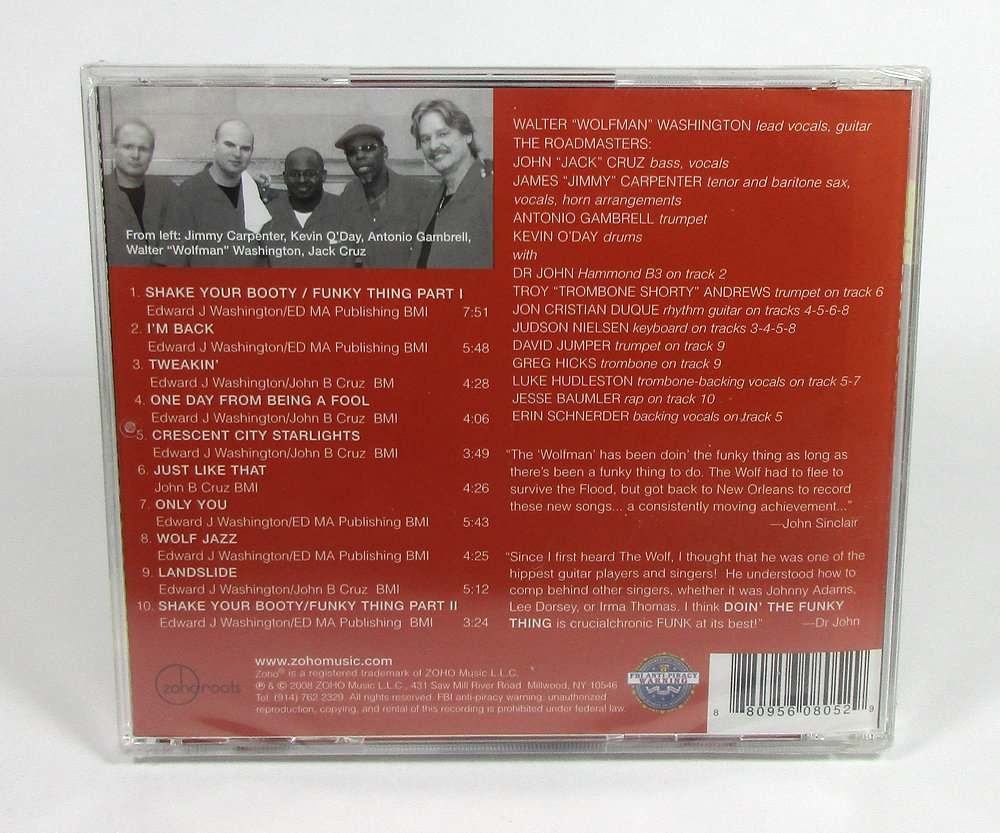 From left: Jimmy Carpenter, Kevin O'Day, Antonio Gambrell,
Walter "Wolfman" Washington, Jack Cruz
1. SHAKE YOUR BOOTY / FUNKY THING PART I
Edward J Washington/ED MA Publishing BMI 7:51
2. I'M BACK
Edward J Washington/ED MA Publishing BMI 5:48
3. TWEAKIN'
Edward J Washington/John B Cruz BM 4:28
4. ONE DAY FROM BEING A FOOL
Edward J Washington/John B Cruz BMI 4:06
5. CRESCENT CITY STARLIGHTS
Edward J Washington/John B Cruz BMI 3:49
6. JUST LIKE THAT
John B Cruz BMI 4:26
7. ONLY YOU
Edward J Washington/ED MA Publishing BMI 5:43
8. WOLF JAZZ
Edward J Washington/ED MA Publishing BMI 4:25
9. LANDSLIDE
Edward J Washington/John B Cruz BMI 5:12
10. SHAKE YOUR BOOTY/FUNKY THING PART II
Edward J Washington/ED MA Publishing BMI 3:24
WALTER "WOLFMAN" WASHINGTON lead vocals, guitar
THE ROADMASTERS:
JOHN "JACK" CRUZ bass, vocals
JAMES "JIMMY" CARPENTER tenor and baritone sax,
vocals, horn arrangements
ANTONIO GAMBRELL trumpet
KEVIN O'DAY drums
with
DR JOHN Hammond B3 on track 2
TROY "TROMBONE SHORTY" ANDREWS trumpet on track 6
JON CRISTIAN DUQUE rhythm guitar on tracks 4-5-6-8
JUDSON NIELSEN keyboard on tracks 3-4-5-8
DAVID JUMPER trumpet on track 9
GREG HICKS trombone on track 9
LUKE HUDLESTON trombone-backing vocals on track 5-7
JESSE BAUMLER rap on track 10
ERIN SCHNERDER backing vocals on track 5
"The 'Wolfman' has been doin' the funky thing as long as
there's been a funky thing to do. The Wolf had to flee to
survive the Flood, but got back to New Orleans to record
these new songs... a consistently moving achievement..."
—John Sinclair
"Since I first heard The Wolf, I thought that he was one of the
hippest guitar players and singers! He understood how to
comp behind other singers, whether it was Johnny Adams,
Lee Dorsey, or Irma Thomas. I think DOIN' THE FUNKY
THING is crucialchronic FUNK at its best!" —Dr John
zohoroots
www.zohomusic.com
Zoho® is a registered trademark of ZOHO Music L.L.C.
℗ & © 2008 ZOHO Music L.L.C., 431 Saw Mill River Road Millwood, NY 10546
Tel: (914) 762 2329. All rights reserved. FBI anti-piracy warning: unauthorized
reproduction, copying, and rental of this recording is prohibited under federal law.
FBI ANTI-PIRACY
WARNING
8 80956 08052 9